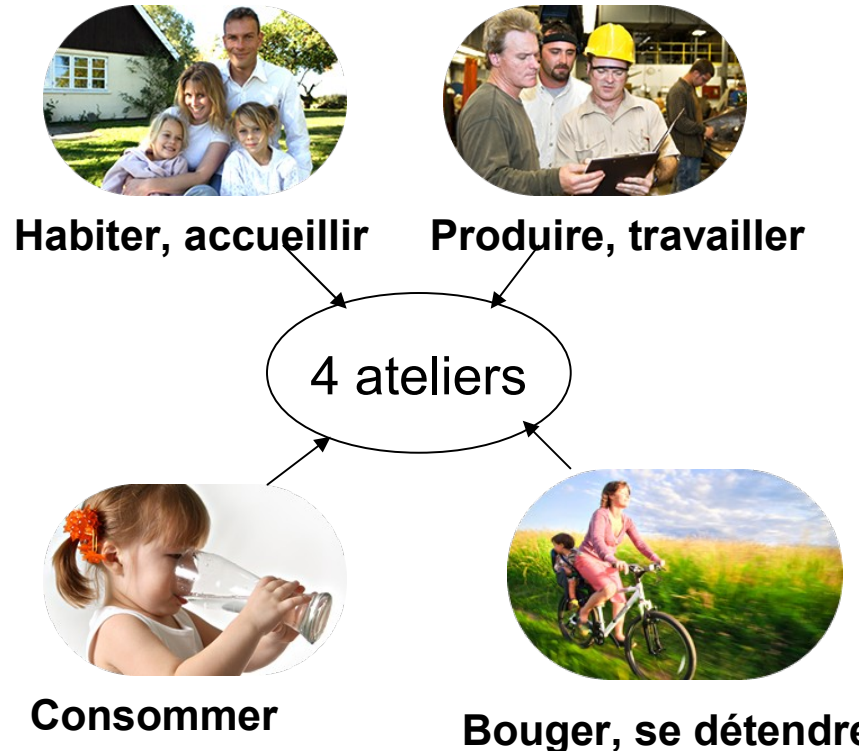 Habiter, accueillir
Produire, travailler
4 ateliers
Consommer
Bouger, se détendre